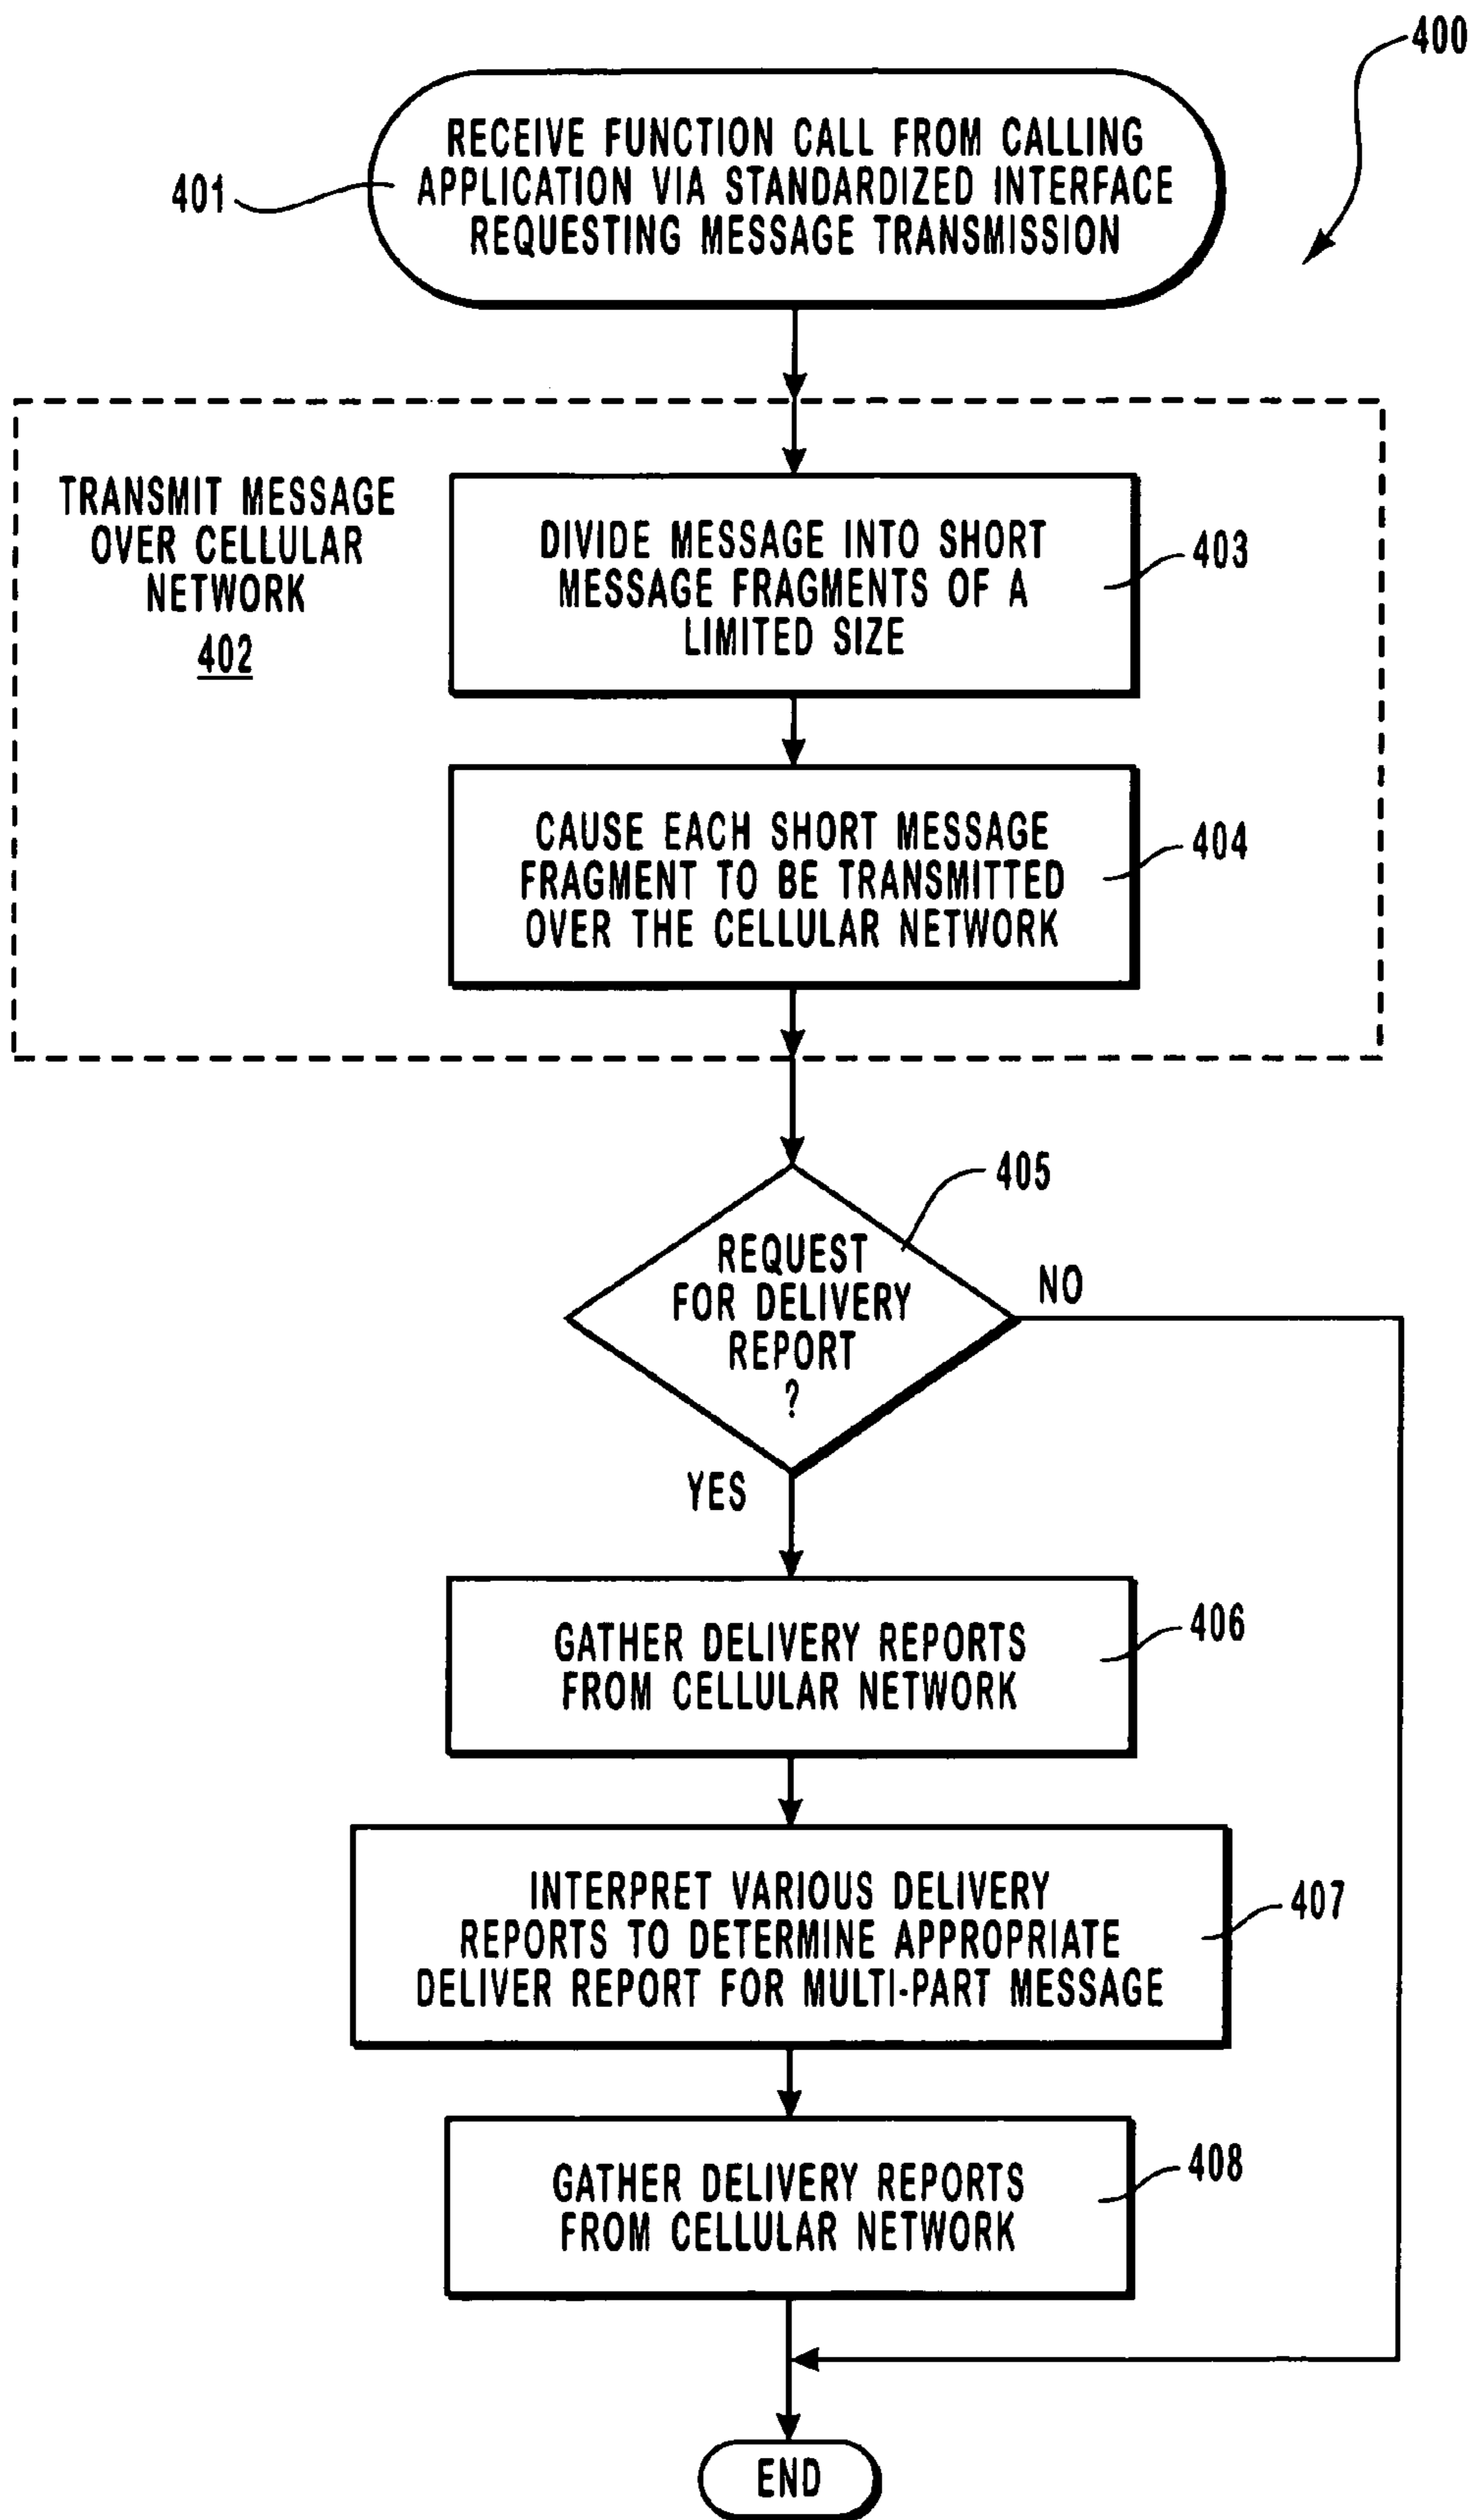 400
RECEIVE FUNCTION CALL FROM CALLING
APPLICATION VIA STANDARDIZED INTERFACE
REQUESTING MESSAGE TRANSMISSION
401
TRANSMIT MESSAGE
OVER CELLULAR
NETWORK
402
DIVIDE MESSAGE INTO SHORT
MESSAGE FRAGMENTS OF A
LIMITED SIZE
403
CAUSE EACH SHORT MESSAGE
FRAGMENT TO BE TRANSMITTED
OVER THE CELLULAR NETWORK
404
405
REQUEST
FOR DELIVERY
REPORT
?
NO
YES
GATHER DELIVERY REPORTS
FROM CELLULAR NETWORK
406
INTERPRET VARIOUS DELIVERY
REPORTS TO DETERMINE APPROPRIATE
DELIVER REPORT FOR MULTI-PART MESSAGE
407
GATHER DELIVERY REPORTS
FROM CELLULAR NETWORK
408
END